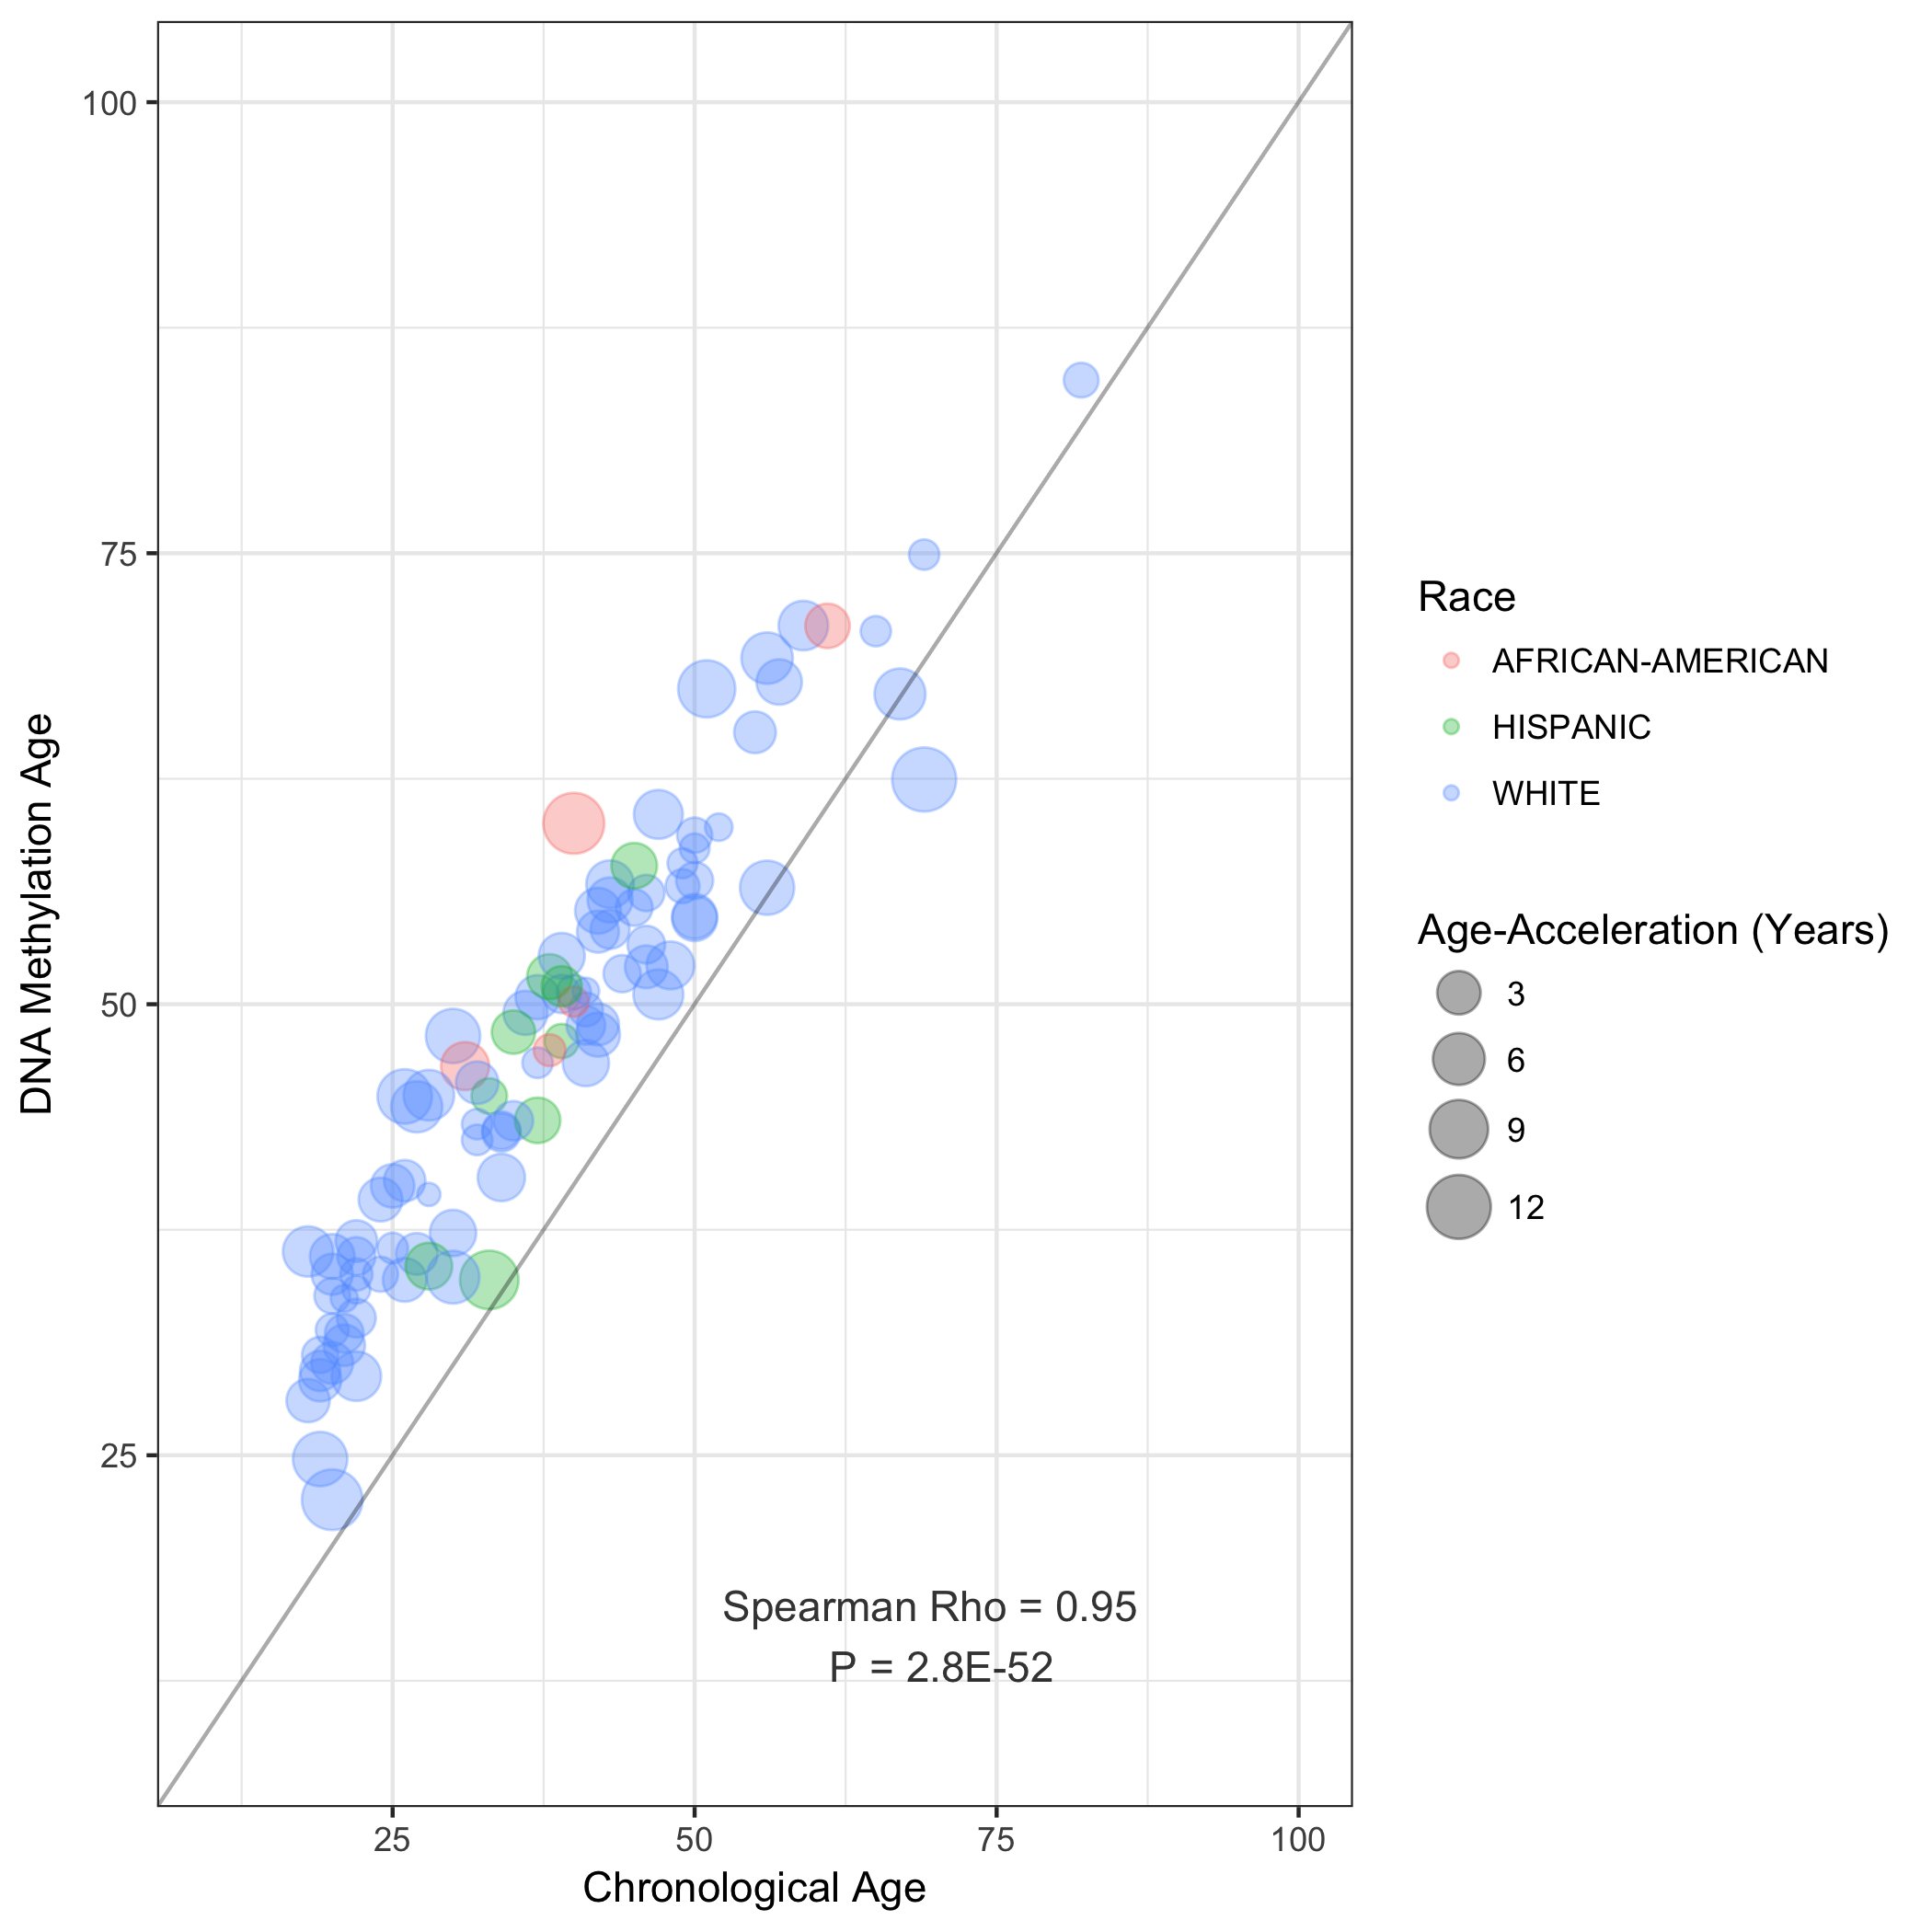 100
75
50
25
DNA Methylation Age
25 50 75 100
Chronological Age
Spearman Rho = 0.95
P = 2.8E-52
Race
AFRICAN-AMERICAN
HISPANIC
WHITE
Age-Acceleration (Years)
3
6
9
12